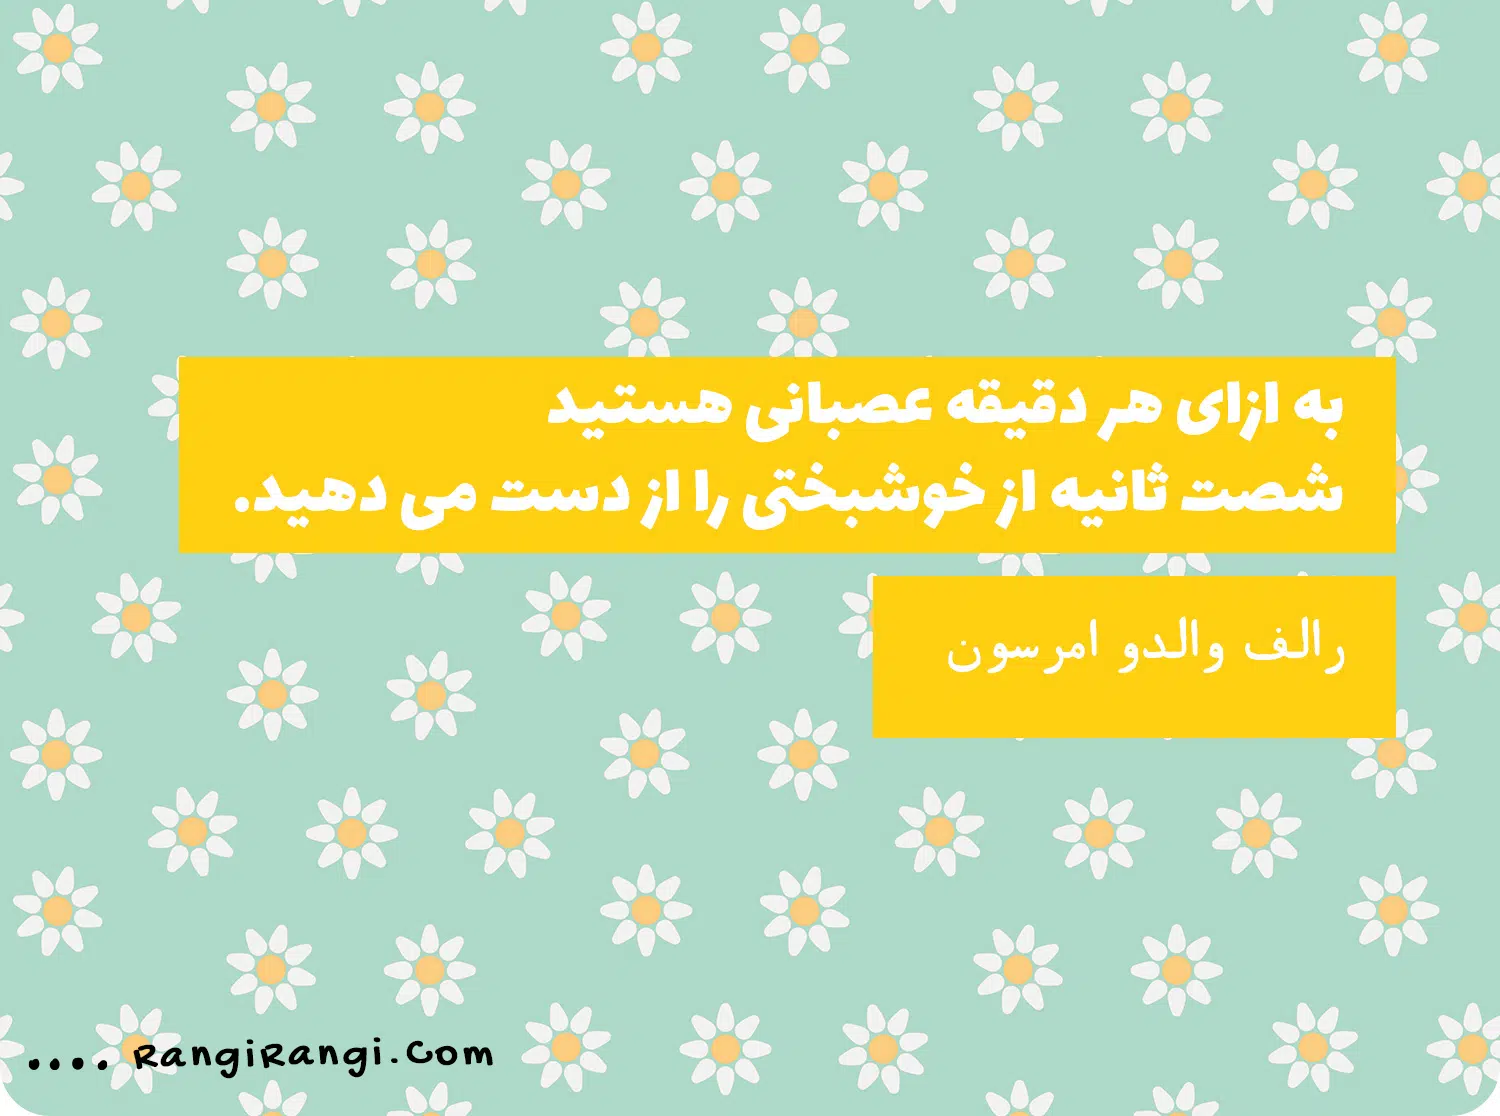 به ازای هر دقیقه عصبانی هستید
شصت ثانیه از خوشبختی را از دست می دهید.
رالف والدو امرسون
.... RangiRangi.com